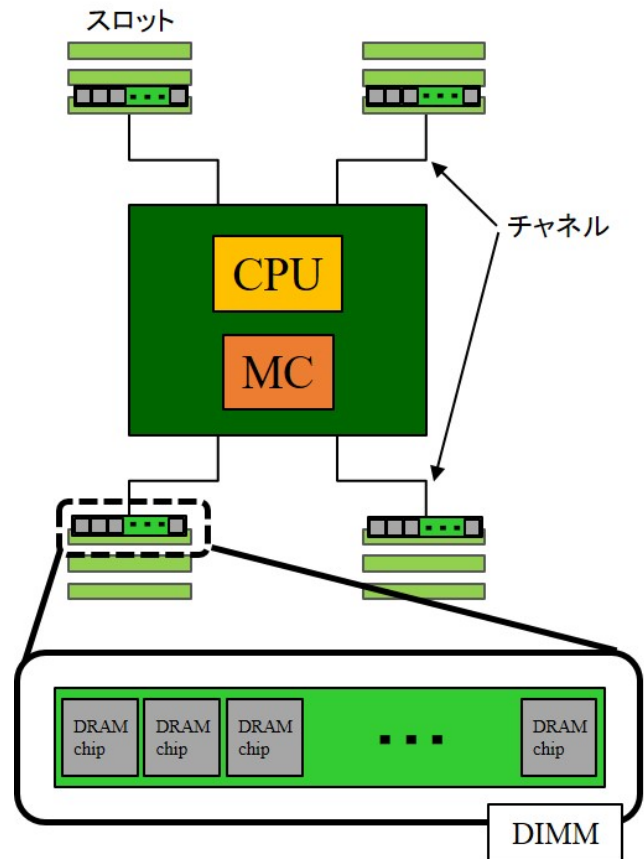 スロット
チャネル
CPU
MC
DRAM
chip
DRAM
chip
DRAM
chip
DRAM
chip
DIMM